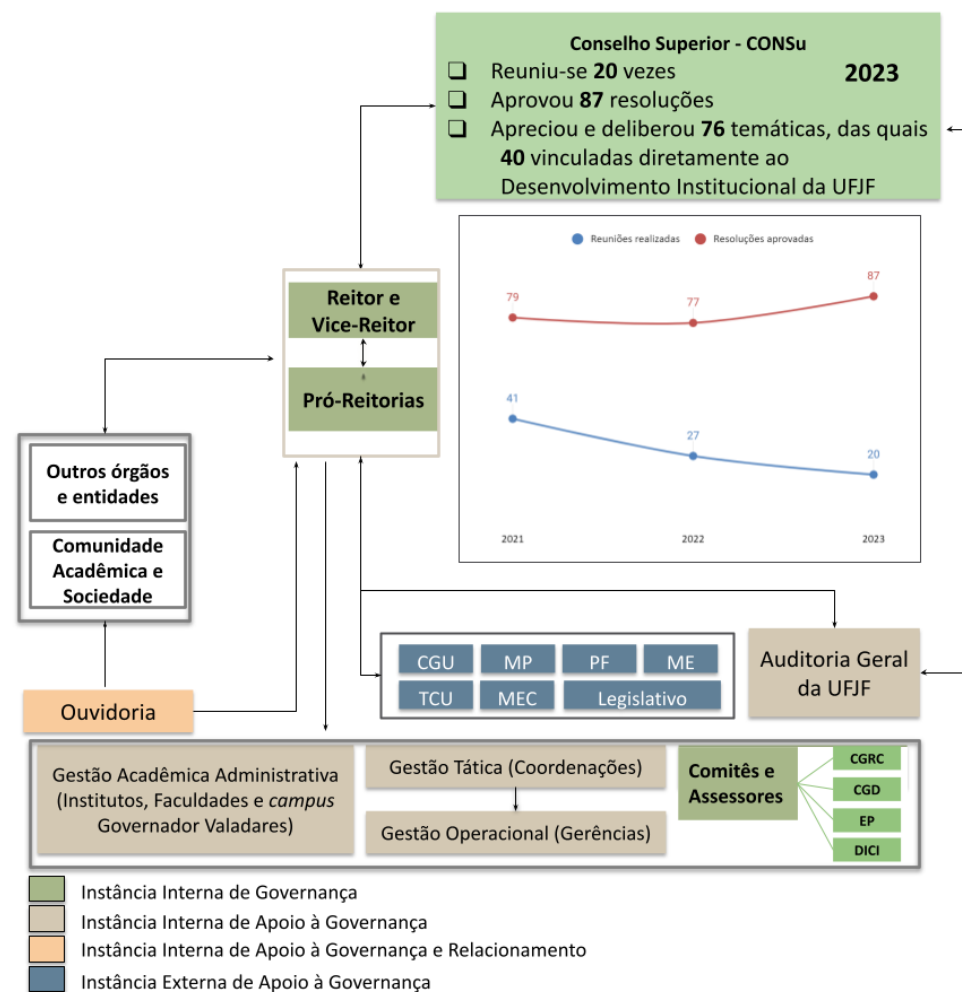 Conselho Superior - CONSu
Reuniu-se 20 vezes
2023
Aprovou 87 resoluções
Apreciou e deliberou 76 temáticas, das quais
40 vinculadas diretamente ao
Desenvolvimento Institucional da UFJF
Reuniões realizadas
Resoluções aprovadas
79
77
87
41
27
20
2021
2022
2023
Reitor e
Vice-Reitor
Pró-Reitorias
Outros órgãos
e entidades
Comunidade
Acadêmica e
Sociedade
Ouvidoria
CGU
MP
PF
ME
TCU
MEC
Legislativo
Auditoria Geral
da UFJF
Gestão Acadêmica Administrativa
(Institutos, Faculdades e campus
Governador Valadares)
Gestão Tática (Coordenações)
Gestão Operacional (Gerências)
Comitês e
Assessores
CGRC
CGD
EP
DICI
Instância Interna de Governança
Instância Interna de Apoio à Governança
Instância Interna de Apoio à Governança e Relacionamento
Instância Externa de Apoio à Governança